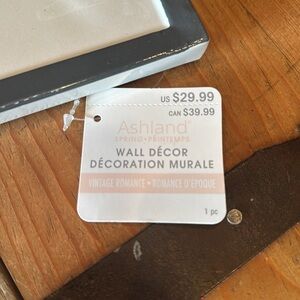 US $29.99
CAN $39.99
Ashland®
SPRING • PRINTEMPS
WALL DÉCOR
DÉCORATION MURALE
VINTAGE ROMANCE • ROMANCE D'ÉPOQUE
1 pc